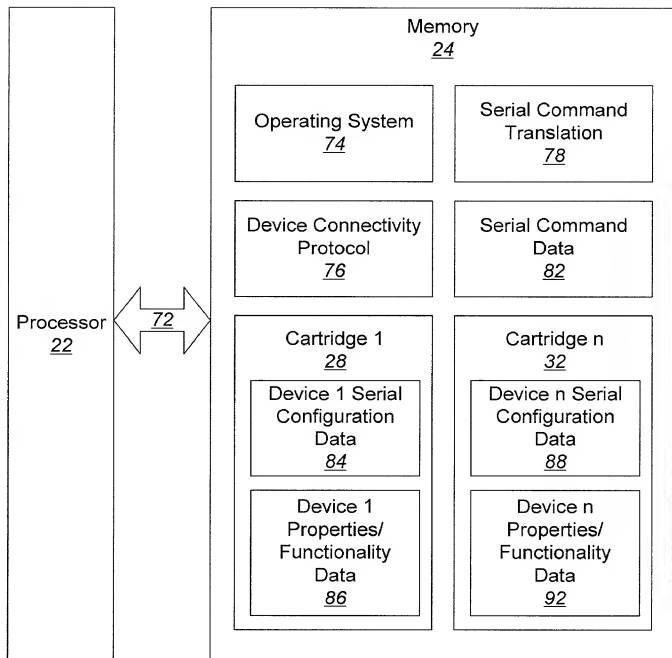 Memory
24
Operating System
74
Serial Command
Translation
78
Device Connectivity
Protocol
76
Serial Command
Data
82
Processor
22
72
Cartridge 1
28
Device 1 Serial
Configuration
Data
84
Device 1
Properties/
Functionality
Data
86
Cartridge n
32
Device n Serial
Configuration
Data
88
Device n
Properties/
Functionality
Data
92